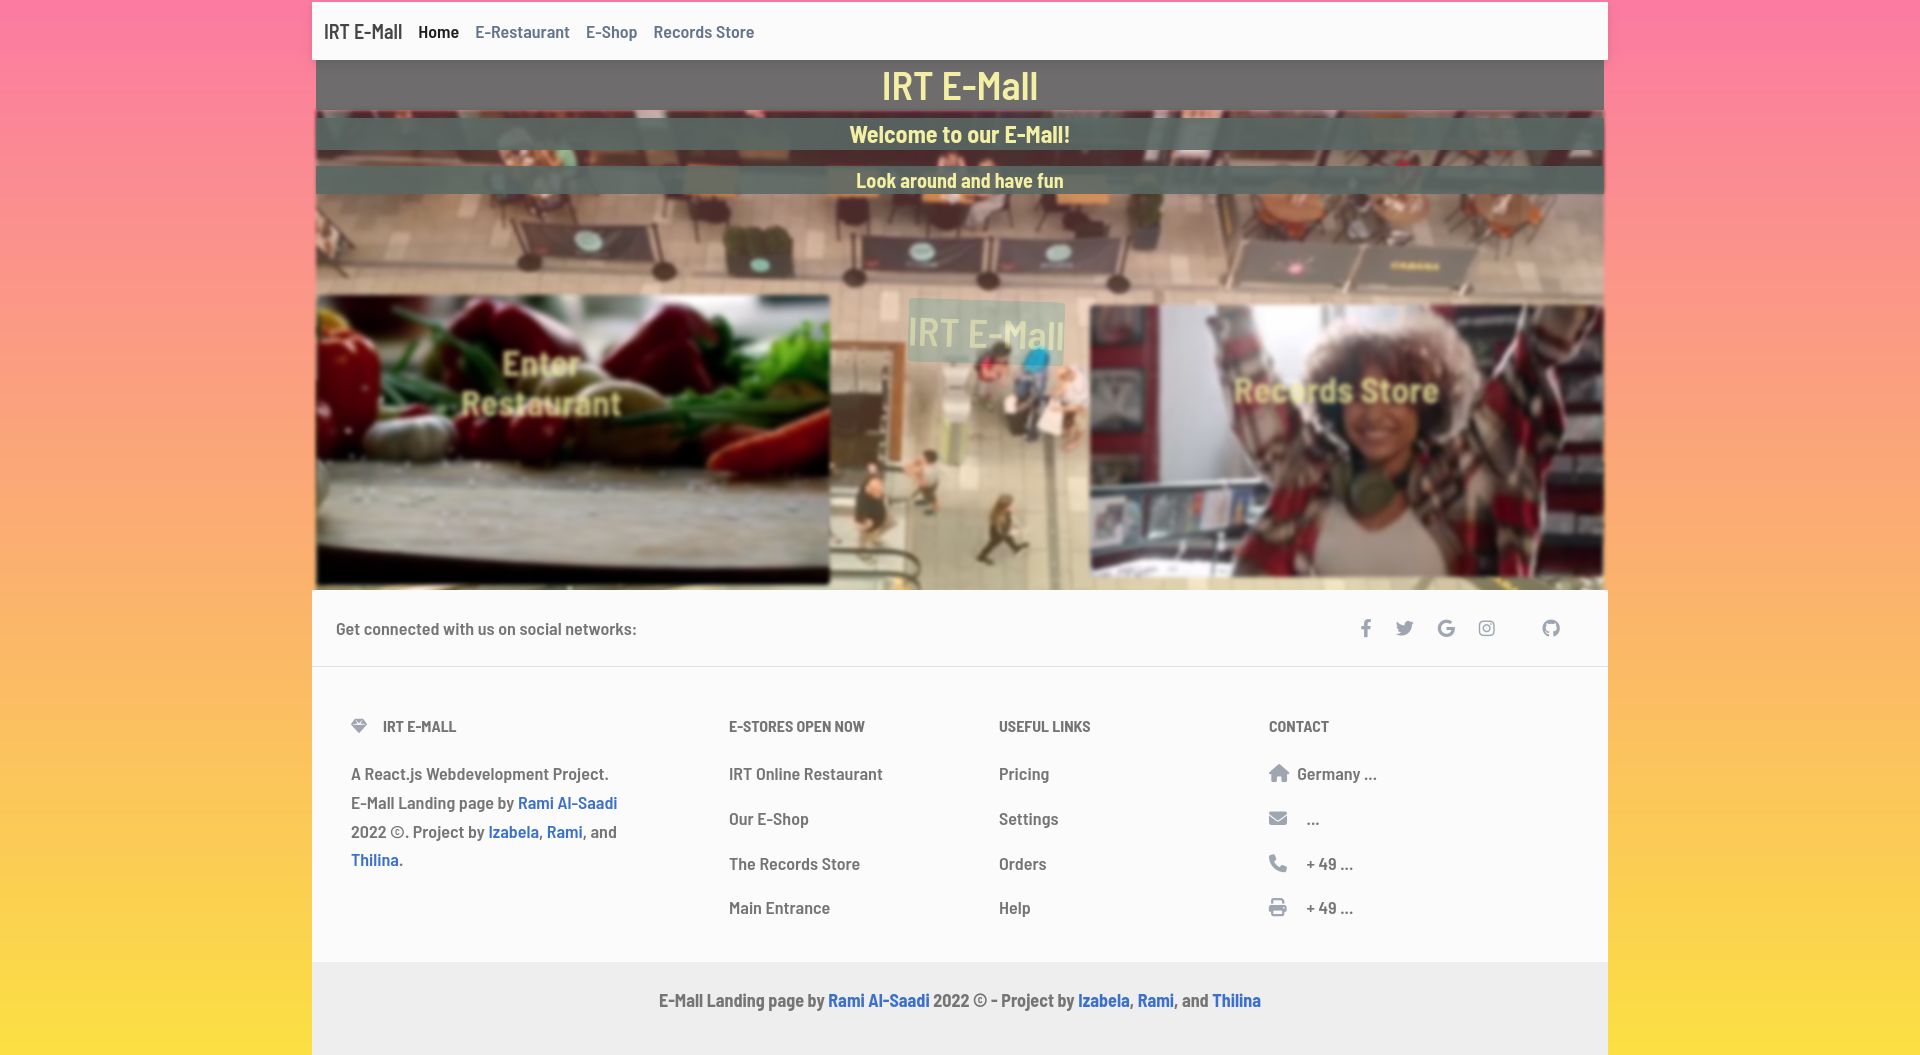 IRT E-Mall Home E-Restaurant E-Shop Records Store
IRT E-Mall
Welcome to our E-Mall!
Look around and have fun
IRT E-Mall
Enter
Restaurant
Records Store
Get connected with us on social networks:
IRT E-MALL
A React.js Webdevelopment Project.
E-Mall Landing page by Rami Al-Saadi
2022 ©. Project by Izabela, Rami, and
Thilina.
E-STORES OPEN NOW
IRT Online Restaurant
Our E-Shop
The Records Store
Main Entrance
USEFUL LINKS
Pricing
Settings
Orders
Help
CONTACT
Germany ...
...
+ 49 ...
+ 49 ...
E-Mall Landing page by Rami Al-Saadi 2022 © - Project by Izabela, Rami, and Thilina